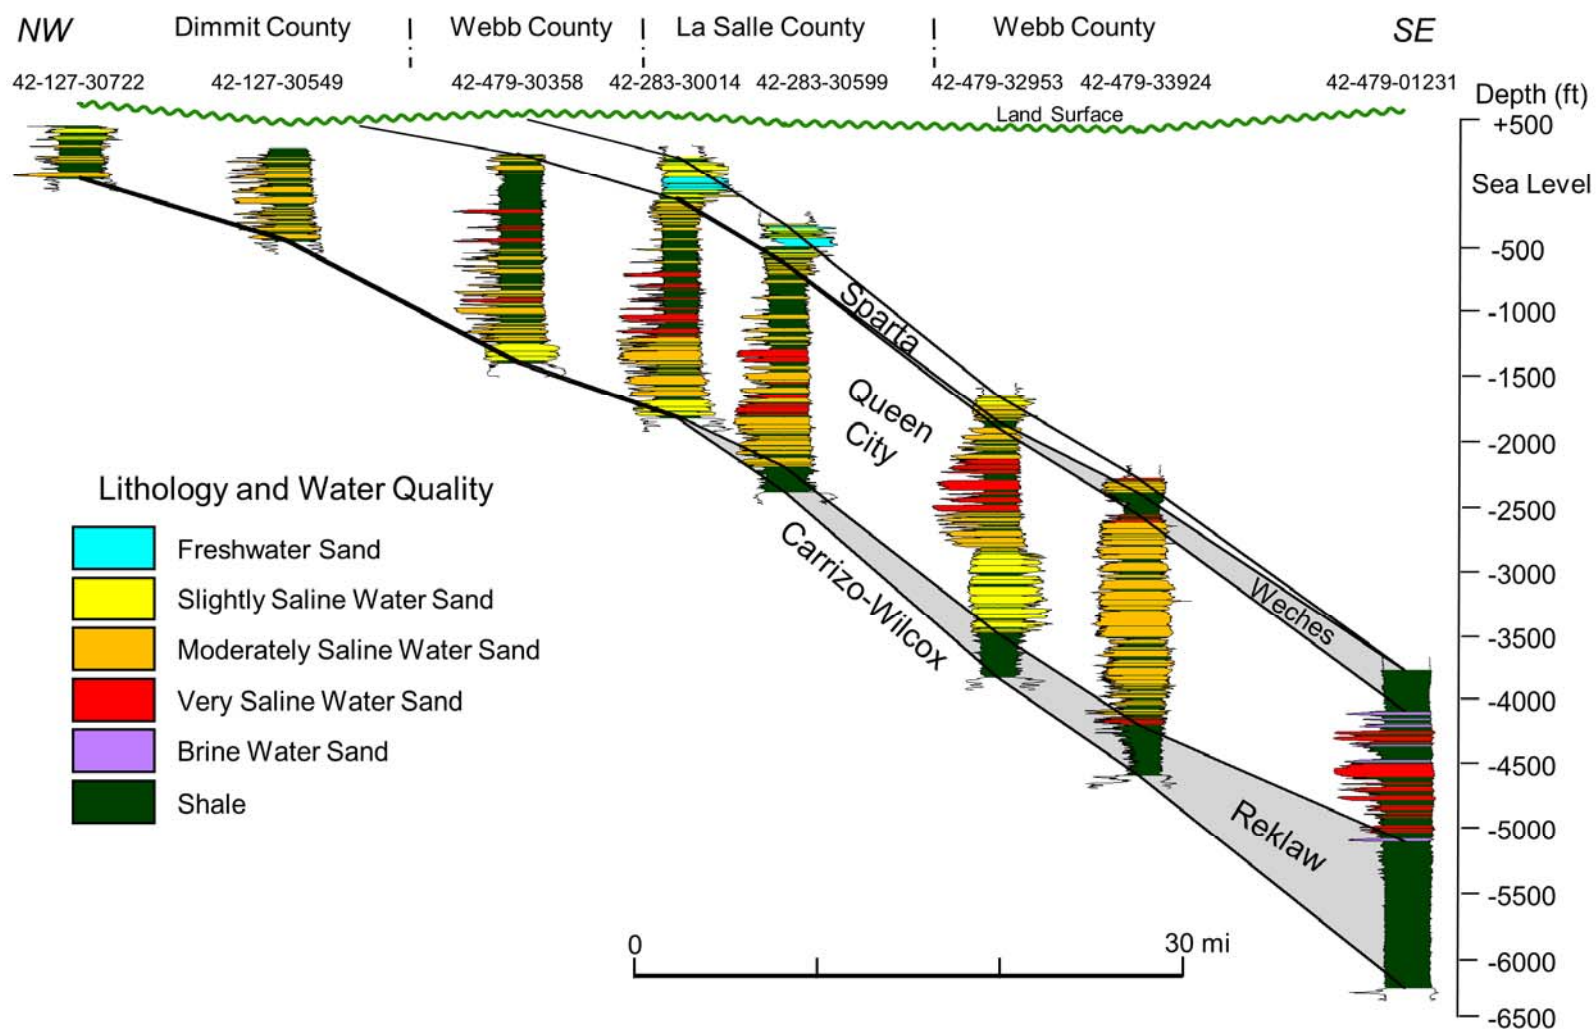 NW Dimmit County Webb County La Salle County Webb County SE
42-127-30722 42-127-30549 42-479-30358 42-283-30014 42-283-30599 42-479-32953 42-479-33924 42-479-01231
Depth (ft)
Land Surface
+500
Sea Level
-500
-1000
-1500
-2000
-2500
-3000
-3500
-4000
-4500
-5000
-5500
-6000
-6500
Sparta
Queen
City
Carrizo-Wilcox
Weches
Reklaw
Lithology and Water Quality
Freshwater Sand
Slightly Saline Water Sand
Moderately Saline Water Sand
Very Saline Water Sand
Brine Water Sand
Shale
0 30 mi